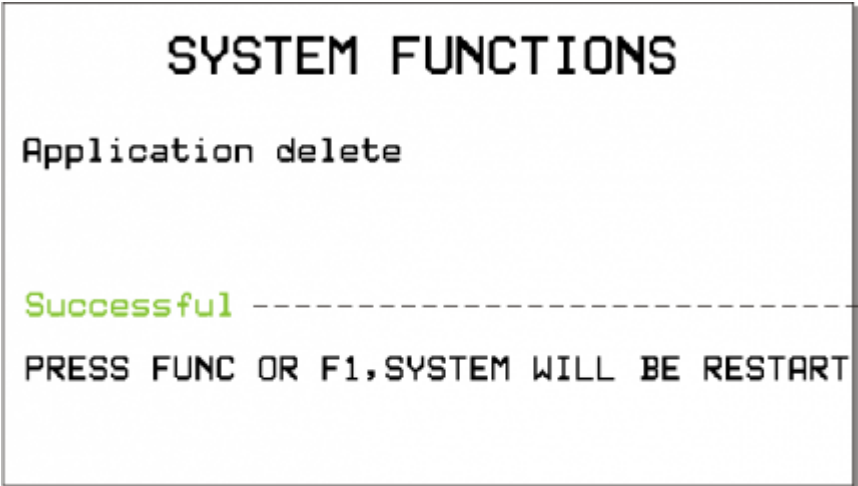 SYSTEM FUNCTIONS
Application delete
Successful -----------------------------
PRESS FUNC OR F1,SYSTEM WILL BE RESTART